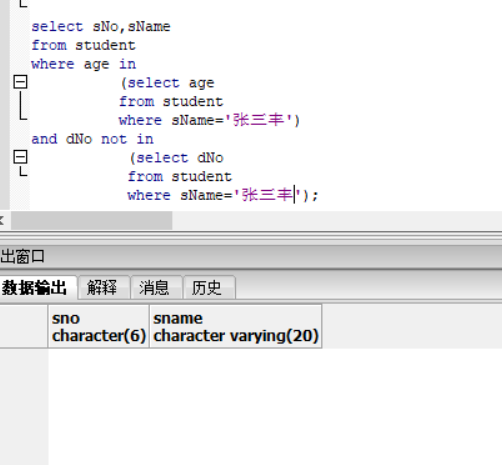 select sNo,sName
from student
where age in
(select age
from student
where sName='张三丰')
and dNo not in
(select dNo
from student
where sName='张三丰');
出窗口
数据输出 解释 消息 历史
sno sname
character(6) character varying(20)